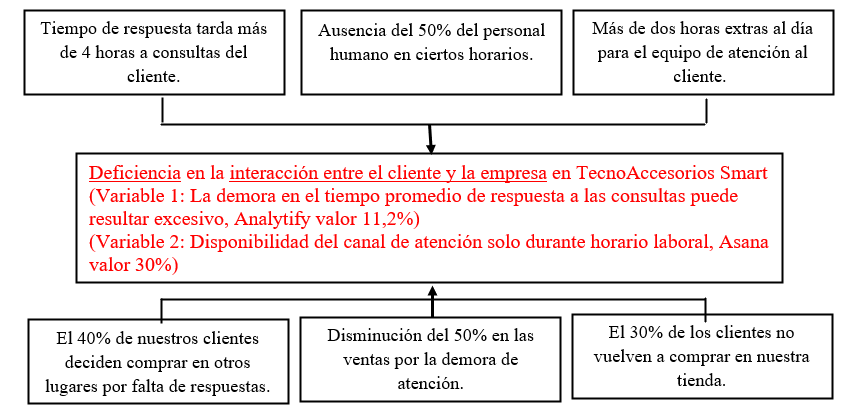 Tiempo de respuesta tarda más
de 4 horas a consultas del
cliente.
Ausencia del 50% del personal
humano en ciertos horarios.
Más de dos horas extras al día
para el equipo de atención al
cliente.
Deficiencia en la interacción entre el cliente y la empresa en TecnoAccesorios Smart
(Variable 1: La demora en el tiempo promedio de respuesta a las consultas puede
resultar excesivo, Analytify valor 11,2%)
(Variable 2: Disponibilidad del canal de atención solo durante horario laboral, Asana
valor 30%)
El 40% de nuestros clientes
deciden comprar en otros
lugares por falta de respuestas.
Disminución del 50% en las
ventas por la demora de
atención.
El 30% de los clientes no
vuelven a comprar en nuestra
tienda.